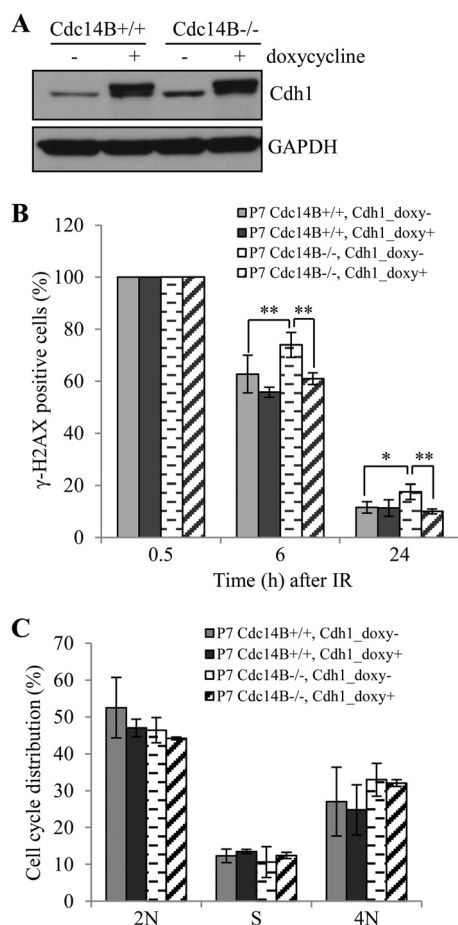 A
Cdc14B+/+ Cdc14B-/-
- + - + doxycycline
Cdh1
GAPDH
B
P7 Cdc14B+/+, Cdh1_doxy-
P7 Cdc14B+/+, Cdh1_doxy+
P7 Cdc14B-/-, Cdh1_doxy-
P7 Cdc14B-/-, Cdh1_doxy+
γ-H2AX positive cells (%)
120
100
80
60
40
20
0
** **
* **
0.5 6 24
Time (h) after IR
C
P7 Cdc14B+/+, Cdh1_doxy-
P7 Cdc14B+/+, Cdh1_doxy+
P7 Cdc14B-/-, Cdh1_doxy-
P7 Cdc14B-/-, Cdh1_doxy+
Cell cycle distribution (%)
70
60
50
40
30
20
10
0
2N S 4N